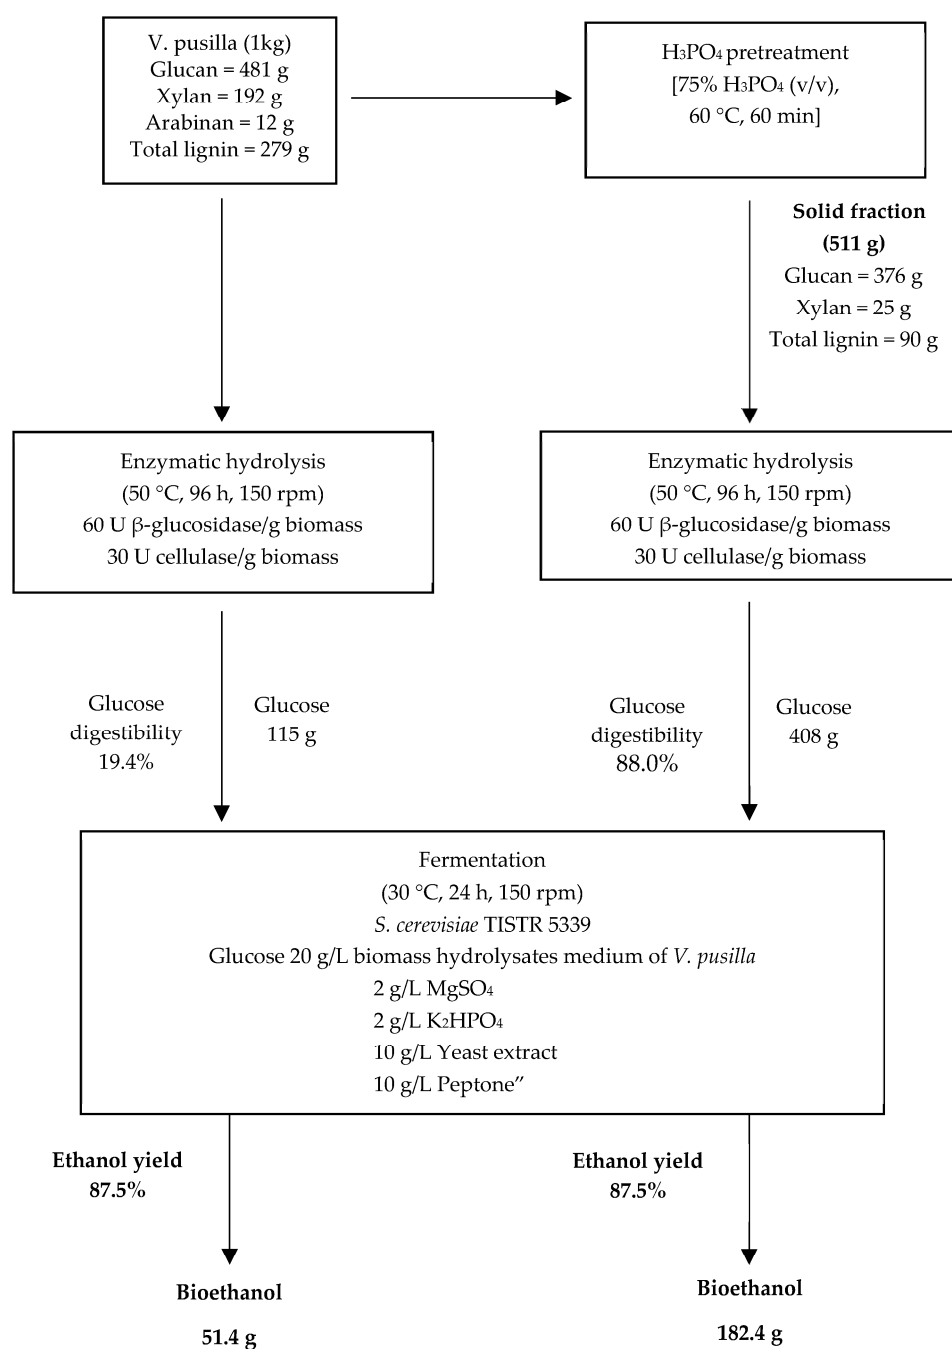 V. pusilla (1kg)
Glucan = 481 g
Xylan = 192 g
Arabinan = 12 g
Total lignin = 279 g
H₃PO₄ pretreatment
[75% H₃PO₄ (v/v),
60 °C, 60 min]
Solid fraction
(511 g)
Glucan = 376 g
Xylan = 25 g
Total lignin = 90 g
Enzymatic hydrolysis
(50 °C, 96 h, 150 rpm)
60 U β-glucosidase/g biomass
30 U cellulase/g biomass
Enzymatic hydrolysis
(50 °C, 96 h, 150 rpm)
60 U β-glucosidase/g biomass
30 U cellulase/g biomass
Glucose
digestibility
19.4%
Glucose
115 g
Glucose
digestibility
88.0%
Glucose
408 g
Fermentation
(30 °C, 24 h, 150 rpm)
S. cerevisiae TISTR 5339
Glucose 20 g/L biomass hydrolysates medium of V. pusilla
2 g/L MgSO₄
2 g/L K₂HPO₄
10 g/L Yeast extract
10 g/L Peptone”
Ethanol yield
87.5%
Ethanol yield
87.5%
Bioethanol
51.4 g
Bioethanol
182.4 g